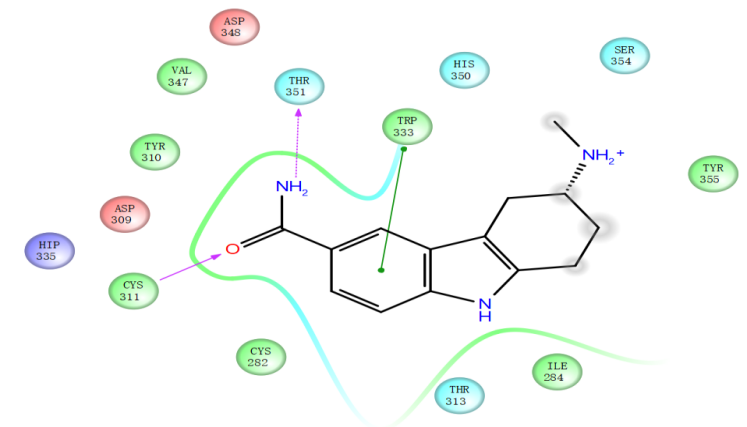 ASP
348
SER
354
VAL
347
HIS
350
THR
351
TRP
333
TYR
310
NH2+
TYR
355
NH2
ASP
309
HIP
335
O
CYS
311
N
H
CYS
282
ILE
284
THR
313